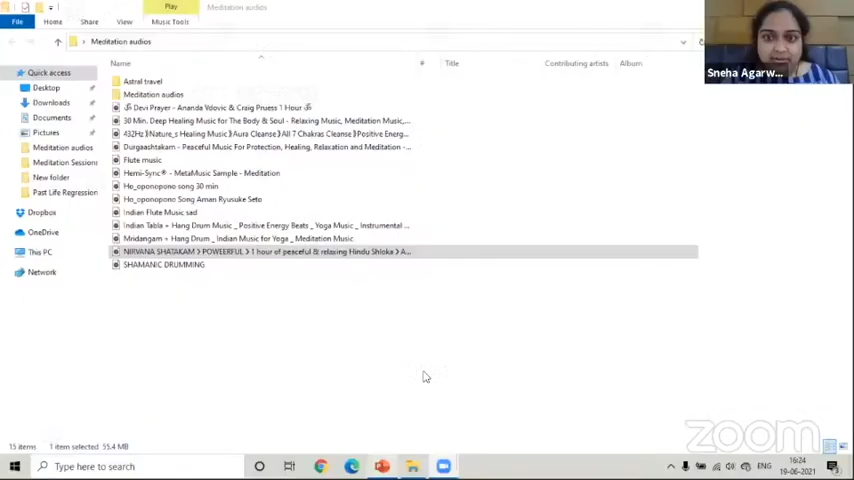 Play
Meditation audios
File
Home
Share
View
Music Tools
Meditation audios
Sneha Agarw...
Name
#
Title
Contributing artists
Album
Quick access
Desktop
Downloads
Documents
Pictures
Meditation audios
Meditation Sessions
New folder
Past Life Regression
Dropbox
OneDrive
This PC
Network
Astral travel
Meditation audios
ॐ Devi Prayer - Ananda Vdovic & Craig Pruess 1 Hour ॐ
30 Min. Deep Healing Music for The Body & Soul - Relaxing Music, Meditation Music,...
432Hz⟫Nature_s Healing Music⟫Aura Cleanse⟫All 7 Chakras Cleanse⟫Positive Energ...
Durgaashtakam - Peaceful Music For Protection, Healing, Relaxation and Meditation -...
Flute music
Hemi-Sync® - MetaMusic Sample - Meditation
Ho_oponopono song 30 min
Ho_oponopono Song Aman Ryusuke Seto
Indian Flute Music sad
Indian Tabla + Hang Drum Music _ Positive Energy Beats _ Yoga Music _ Instrumental ...
Mridangam + Hang Drum _ Indian Music for Yoga _ Meditation Music
NIRVANA SHATAKAM ❯ POWEERFUL ❯ 1 hour of peaceful & relaxing Hindu Shloka ❯ A...
SHAMANIC DRUMMING
15 items
1 item selected 55.4 MB
zoom
Type here to search
ENG
16:24
19-06-2021